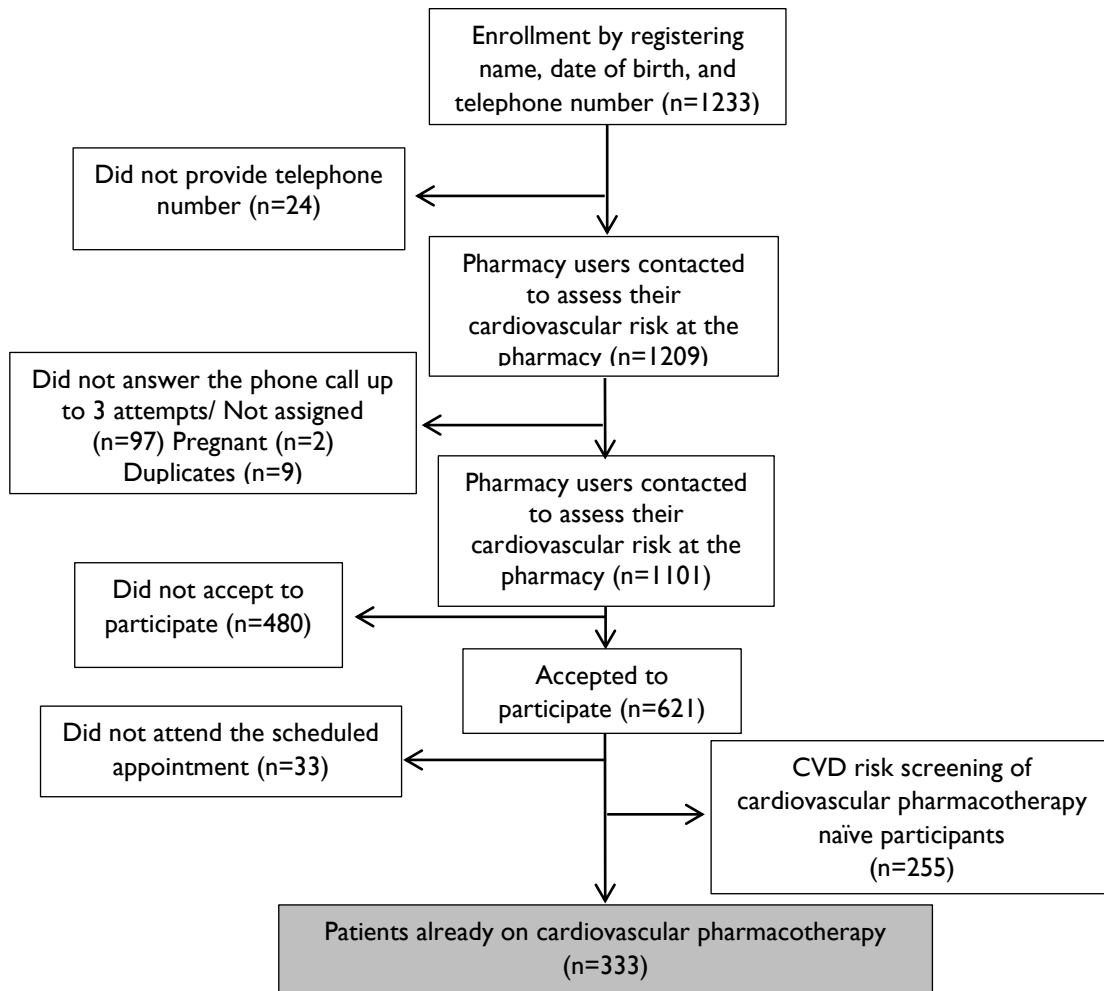 Enrollment by registering
name, date of birth, and
telephone number (n=1233)
Did not provide telephone
number (n=24)
Pharmacy users contacted
to assess their
cardiovascular risk at the
pharmacy (n=1209)
Did not answer the phone call up
to 3 attempts/ Not assigned
(n=97) Pregnant (n=2)
Duplicates (n=9)
Pharmacy users contacted
to assess their
cardiovascular risk at the
pharmacy (n=1101)
Did not accept to
participate (n=480)
Accepted to
participate (n=621)
Did not attend the scheduled
appointment (n=33)
CVD risk screening of
cardiovascular pharmacotherapy
naïve participants
(n=255)
Patients already on cardiovascular pharmacotherapy
(n=333)